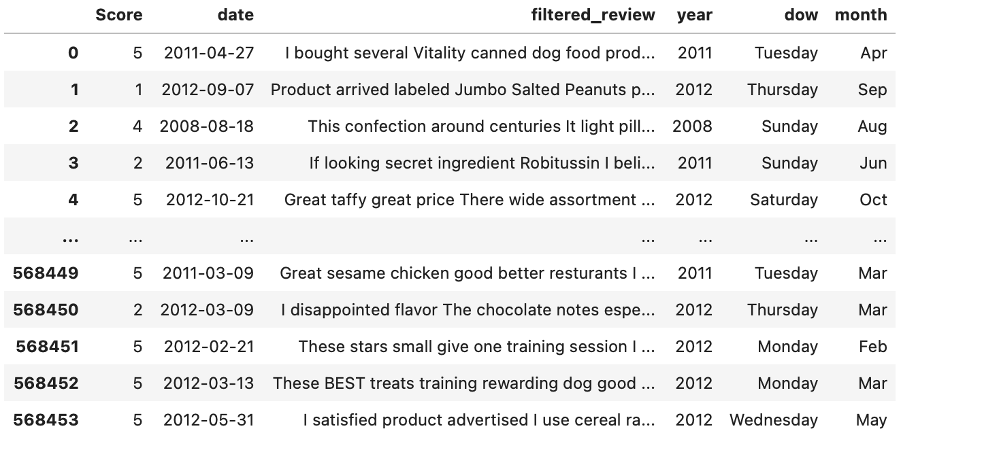 Score date filtered_review year dow month
0 5 2011-04-27 I bought several Vitality canned dog food prod... 2011 Tuesday Apr
1 1 2012-09-07 Product arrived labeled Jumbo Salted Peanuts p... 2012 Thursday Sep
2 4 2008-08-18 This confection around centuries It light pill... 2008 Sunday Aug
3 2 2011-06-13 If looking secret ingredient Robitussin I beli... 2011 Sunday Jun
4 5 2012-10-21 Great taffy great price There wide assortment ... 2012 Saturday Oct
... ... ... ... ... ... ...
568449 5 2011-03-09 Great sesame chicken good better resturants I ... 2011 Tuesday Mar
568450 2 2012-03-09 I disappointed flavor The chocolate notes espe... 2012 Thursday Mar
568451 5 2012-02-21 These stars small give one training session I ... 2012 Monday Feb
568452 5 2012-03-13 These BEST treats training rewarding dog good ... 2012 Monday Mar
568453 5 2012-05-31 I satisfied product advertised I use cereal ra... 2012 Wednesday May